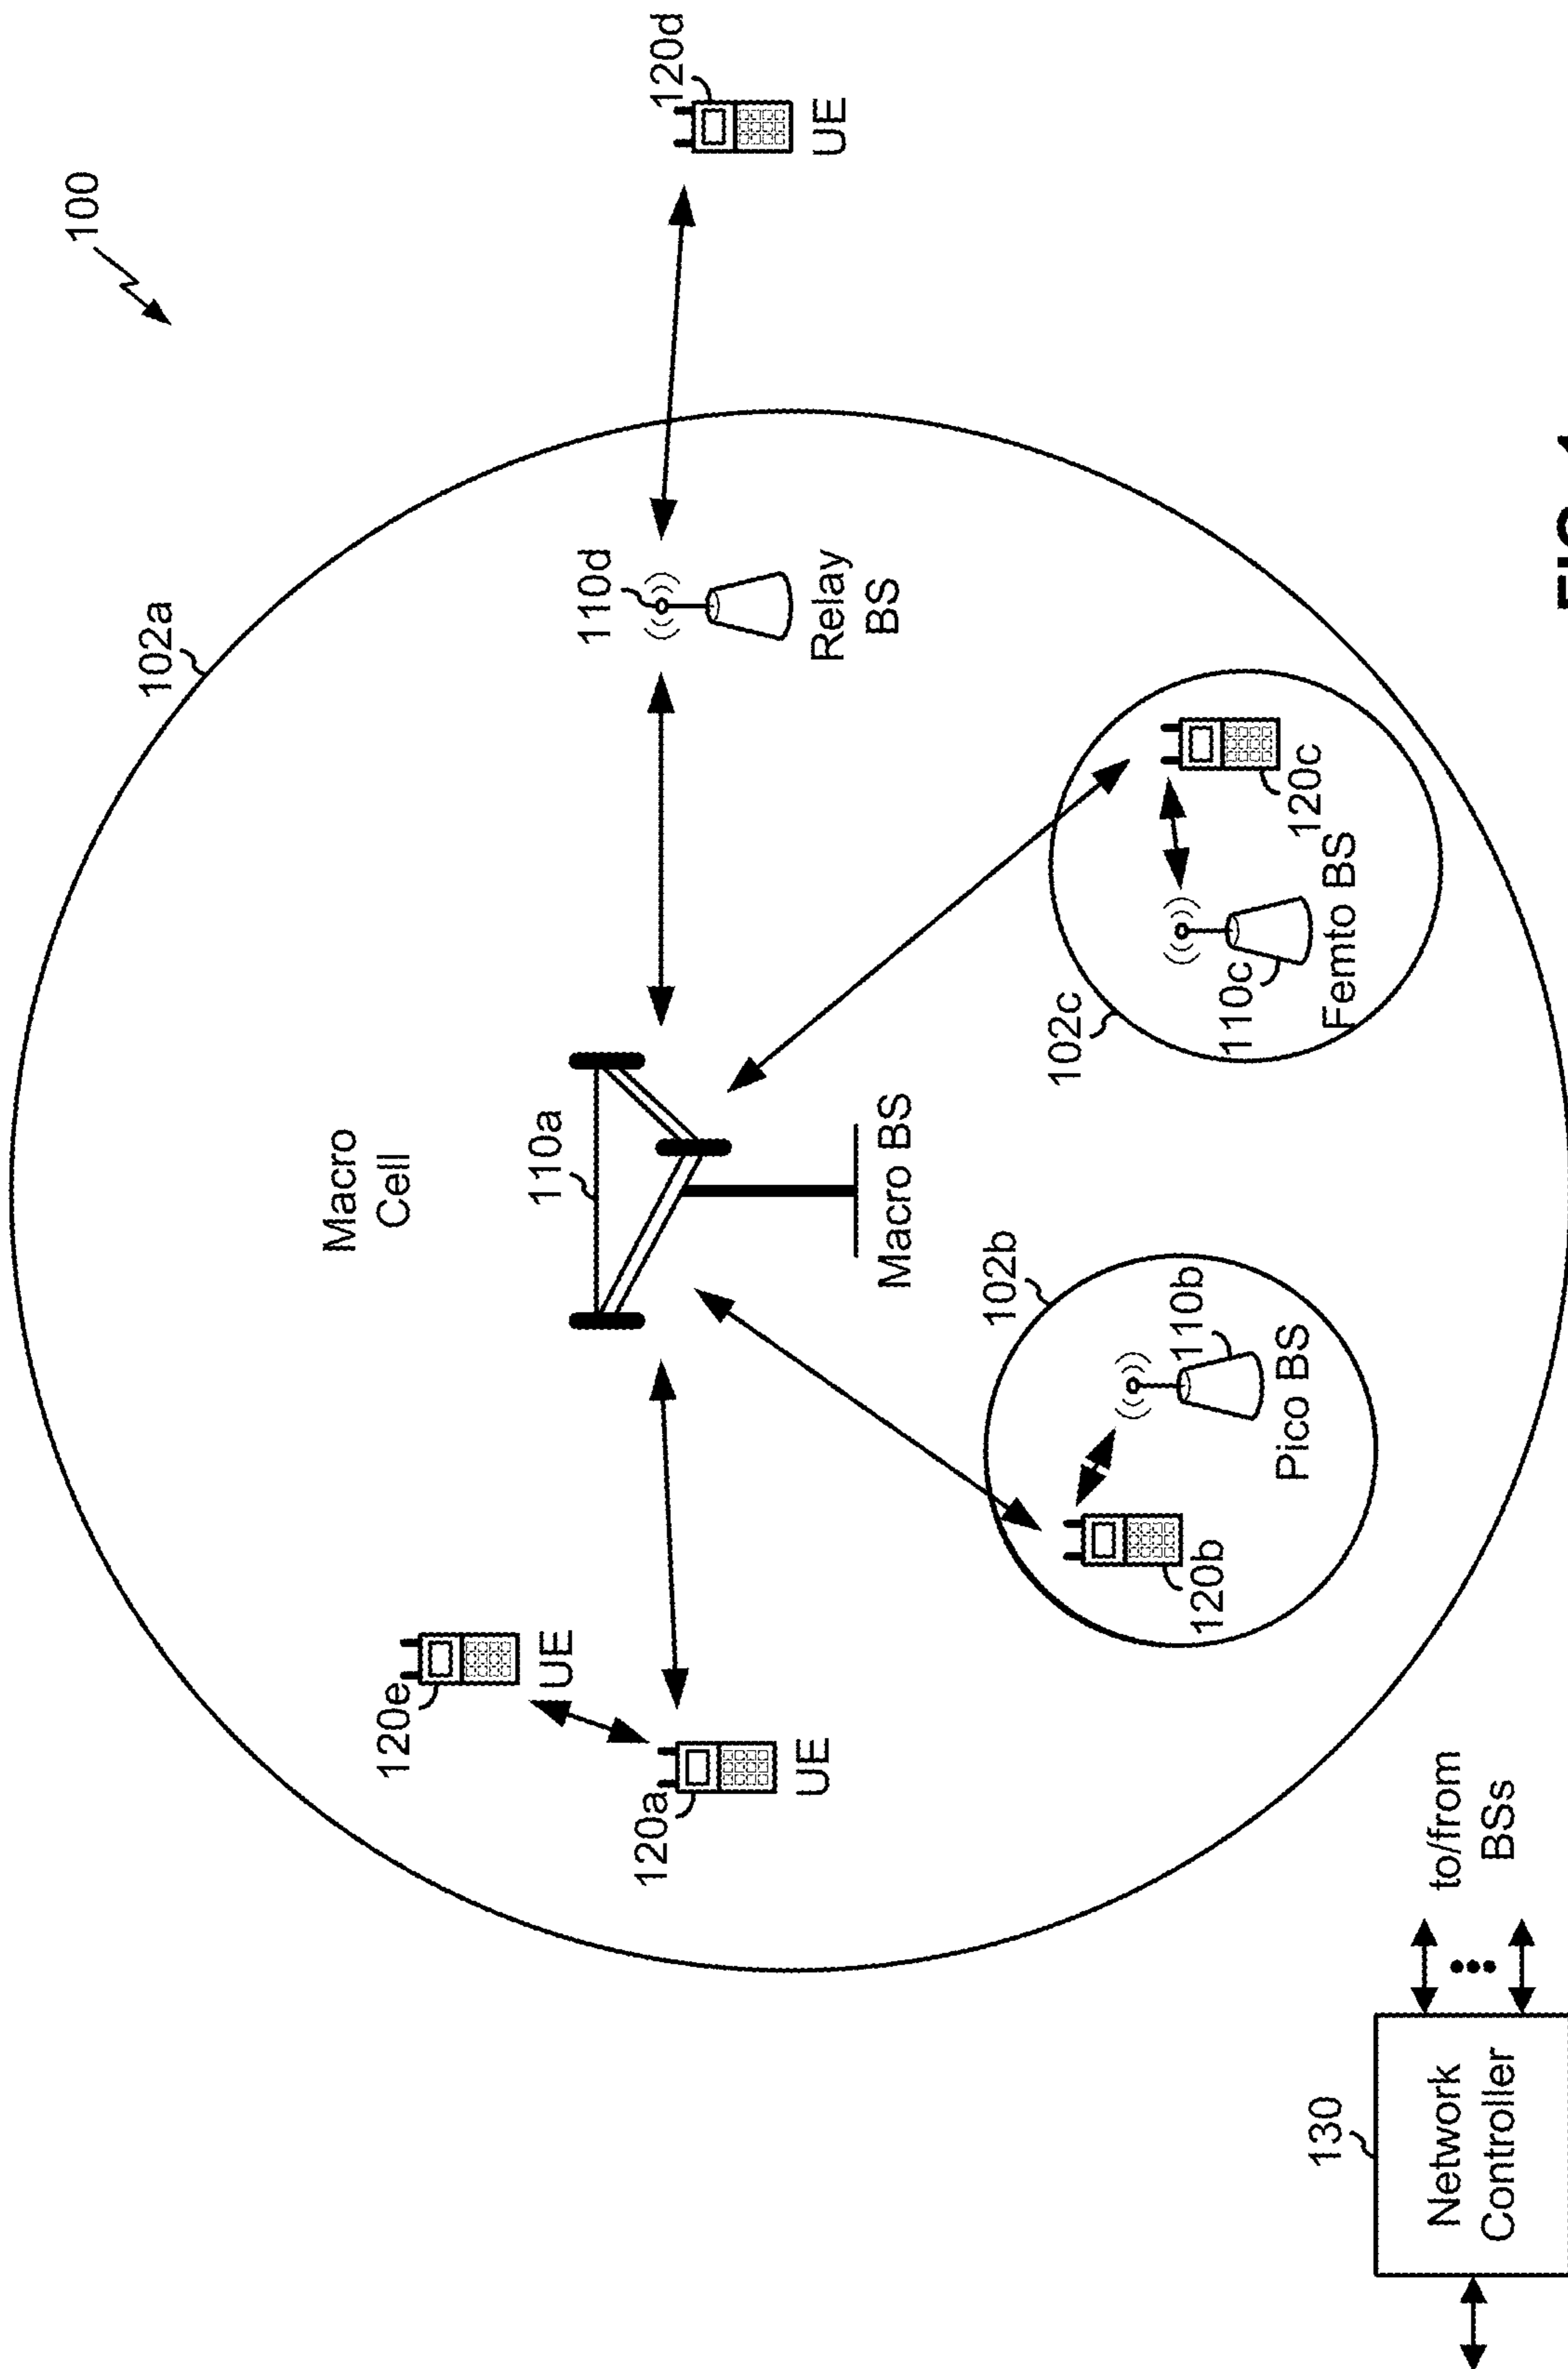 100
102a
Macro
Cell
120e
UE
110a
110d
120d
120a
UE
Macro BS
Relay
BS
UE
102b
102c
120b
110b
Pico BS
110c
120c
Femto BS
130
Network
Controller
to/from
BSs